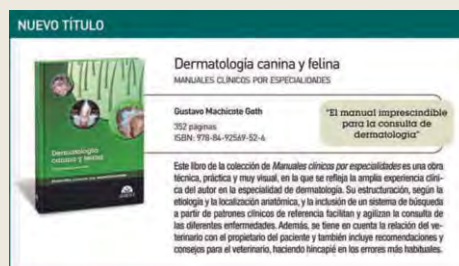 NUEVO TÍTULO
Dermatología canina y felina
MANUALES CLÍNICOS POR ESPECIALIDADES
Gustavo Machicote Goth
352 páginas
ISBN: 978-84-92569-52-4
"El manual imprescindible
para la consulta de
dermatología"
Dermatología
canina y felina
Este libro de la colección de Manuales clínicos por especialidades es una obra
técnica, práctica y muy visual, en la que se refleja la amplia experiencia clíni-
ca del autor en la especialidad de dermatología. Su estructuración, según la
etiología y la localización anatómica, y la inclusión de un sistema de búsqueda
a partir de patrones clínicos de referencia facilitan y agilizan la consulta de
las diferentes enfermedades. Además, se tiene en cuenta la relación del ve-
terinario con el propietario del paciente y también incluye recomendaciones y
consejos para el veterinario, haciendo hincapié en los errores más habituales.